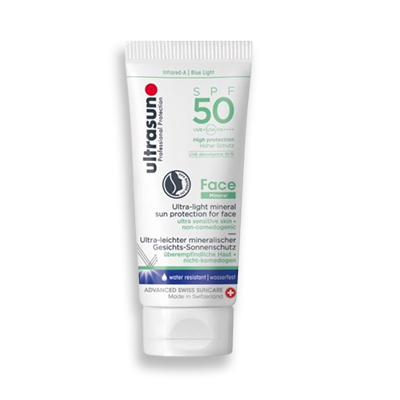 Infrared-A | Blue Light
SPF
50
High protection
Hoher Schutz
ultrasun
Professional Protection
Face
Mineral
Ultra-light mineral
sun protection for face
ultra sensitive skin +
non-comedogenic
Ultra-leichter mineralischer
Gesichts-Sonnenschutz
überempfindliche Haut +
nicht-komedogen
water resistant | wasserfest
ADVANCED SWISS SUNCARE
Made in Switzerland